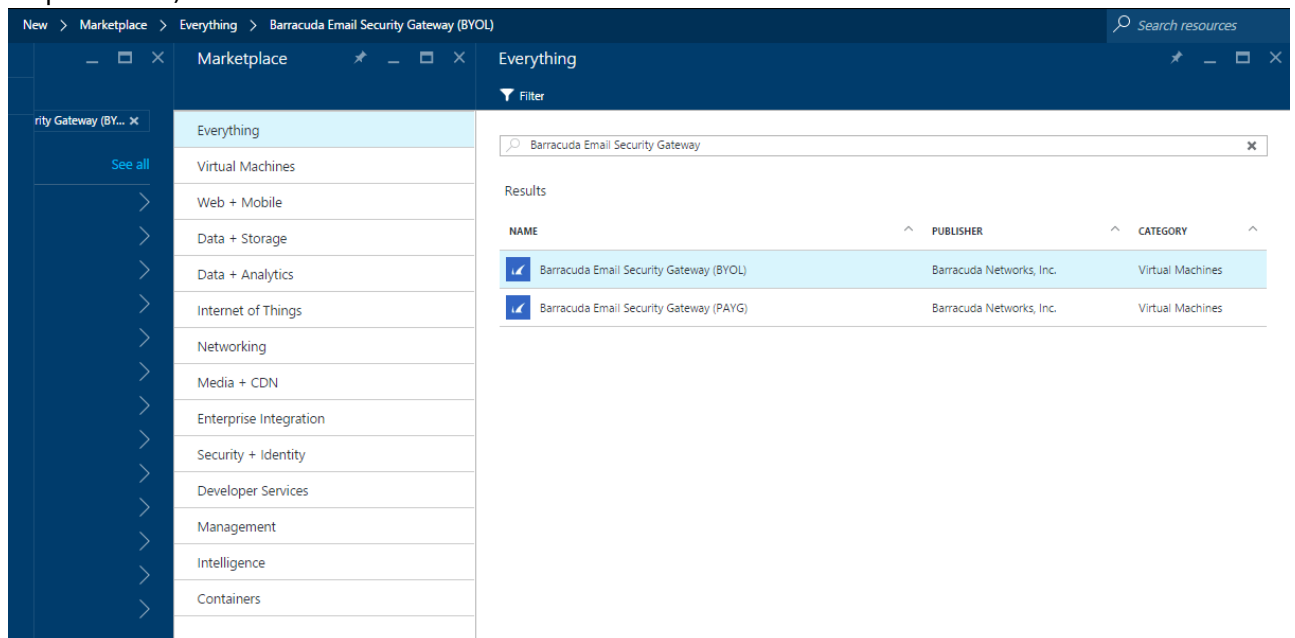 New > Marketplace > Everything > Barracuda Email Security Gateway (BYOL)
Search resources
Marketplace
Everything
Filter
rity Gateway (BY...
See all
Everything
Virtual Machines
Web + Mobile
Data + Storage
Data + Analytics
Internet of Things
Networking
Media + CDN
Enterprise Integration
Security + Identity
Developer Services
Management
Intelligence
Containers
Barracuda Email Security Gateway
Results
NAME PUBLISHER CATEGORY
Barracuda Email Security Gateway (BYOL) Barracuda Networks, Inc. Virtual Machines
Barracuda Email Security Gateway (PAYG) Barracuda Networks, Inc. Virtual Machines